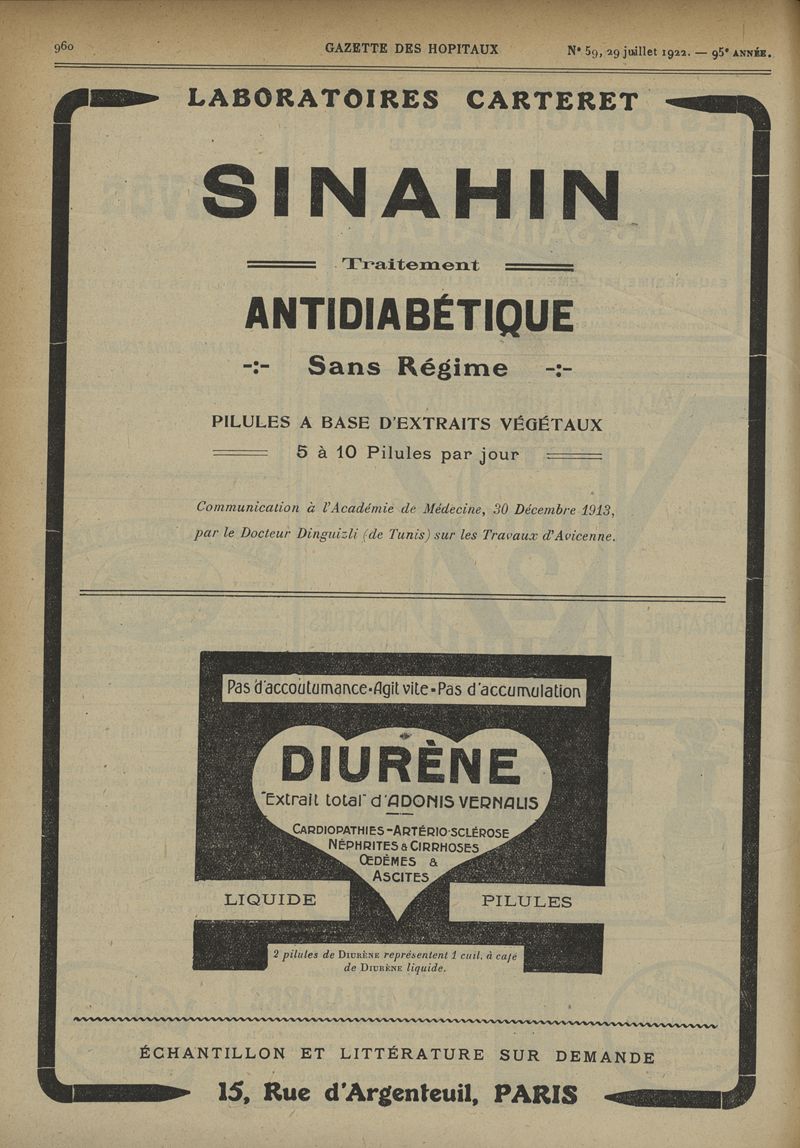 960
GAZETTE DES HOPITAUX
N° 59, 29 juillet 1922. — 95e ANNÉE.
LABORATOIRES CARTERET
SINAHIN
Traitement
ANTIDIABÉTIQUE
-:- Sans Régime -:-
PILULES A BASE D'EXTRAITS VÉGÉTAUX
5 à 10 Pilules par jour
Communication à l'Académie de Médecine, 30 Décembre 1913,
par le Docteur Dinguizli (de Tunis) sur les Travaux d'Avicenne.
Pas d'accoutumance-Agit vite-Pas d'accumulation
DIURÈNE
"Extrait total" d'ADONIS VERNALIS
CARDIOPATHIES-ARTÉRIO-SCLÉROSE
NÉPHRITES & CIRRHOSES
ŒDÈMES &
ASCITES
LIQUIDE
PILULES
2 pilules de DIURÈNE représentent 1 cuil. à café
de DIURÈNE liquide.
ÉCHANTILLON ET LITTÉRATURE SUR DEMANDE
15, Rue d'Argenteuil, PARIS